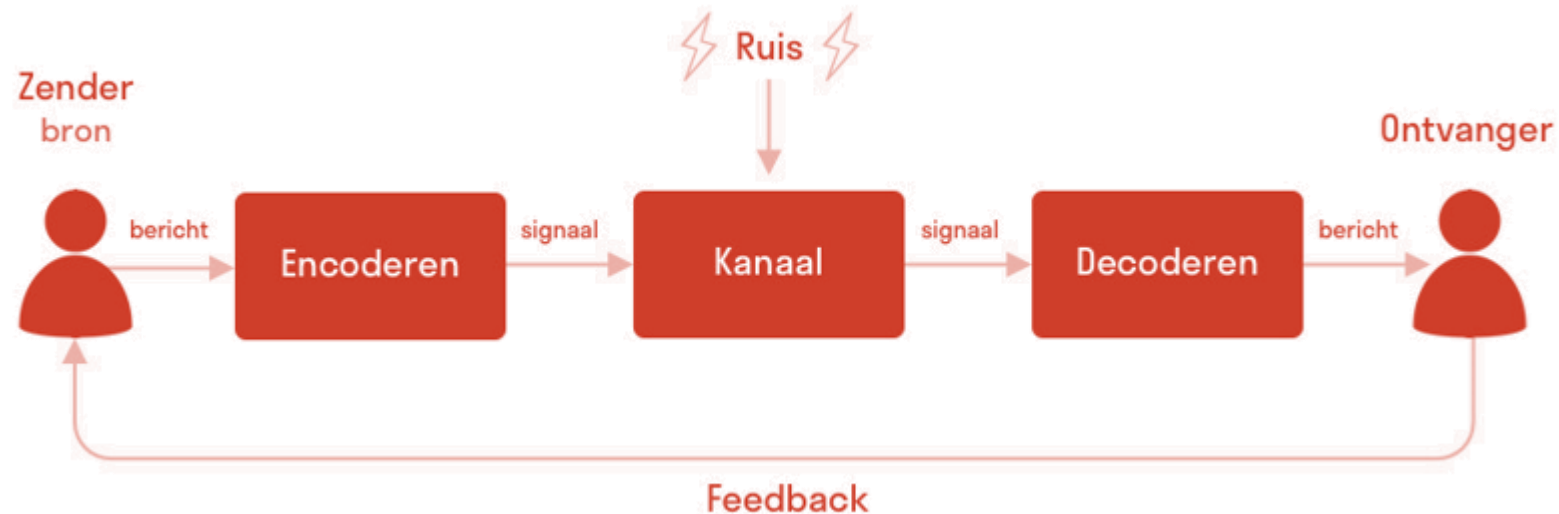 Ruis
Zender
bron
Ontvanger
bericht
Encoderen
signaal
Kanaal
signaal
Decoderen
bericht
Feedback